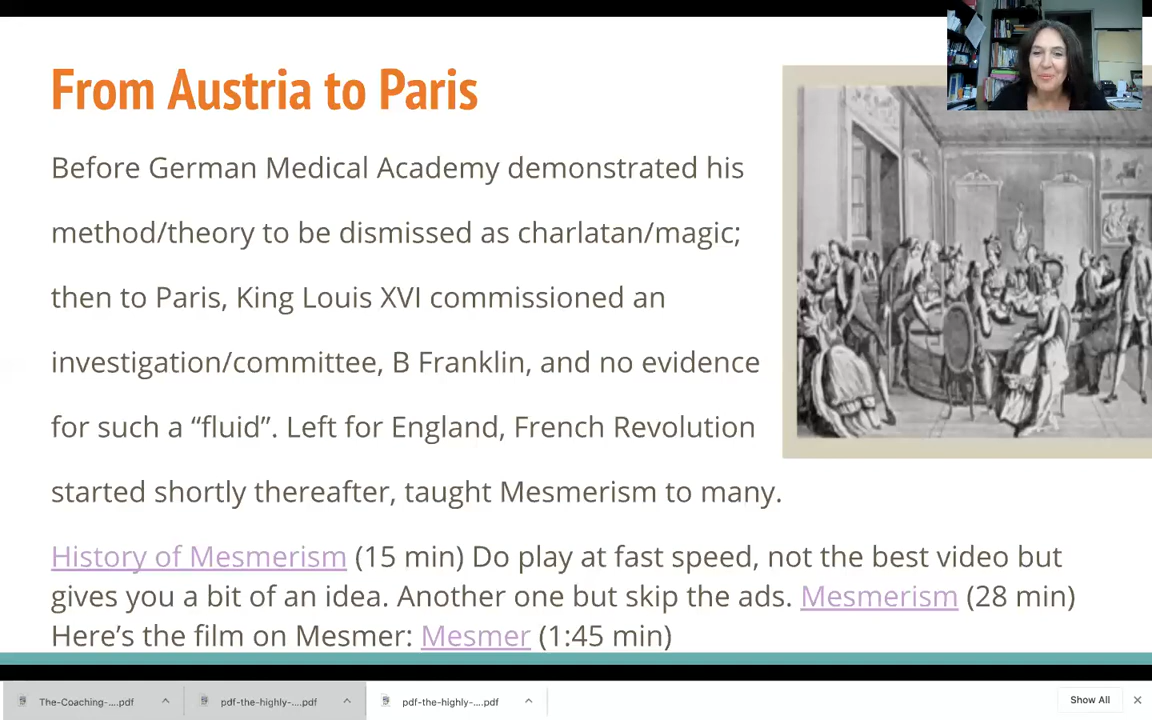 From Austria to Paris
Before German Medical Academy demonstrated his
method/theory to be dismissed as charlatan/magic;
then to Paris, King Louis XVI commissioned an
investigation/committee, B Franklin, and no evidence
for such a “fluid”. Left for England, French Revolution
started shortly thereafter, taught Mesmerism to many.
History of Mesmerism (15 min) Do play at fast speed, not the best video but
gives you a bit of an idea. Another one but skip the ads. Mesmerism (28 min)
Here’s the film on Mesmer: Mesmer (1:45 min)
The-Coaching-....pdf
pdf-the-highly-....pdf
pdf-the-highly-....pdf
Show All